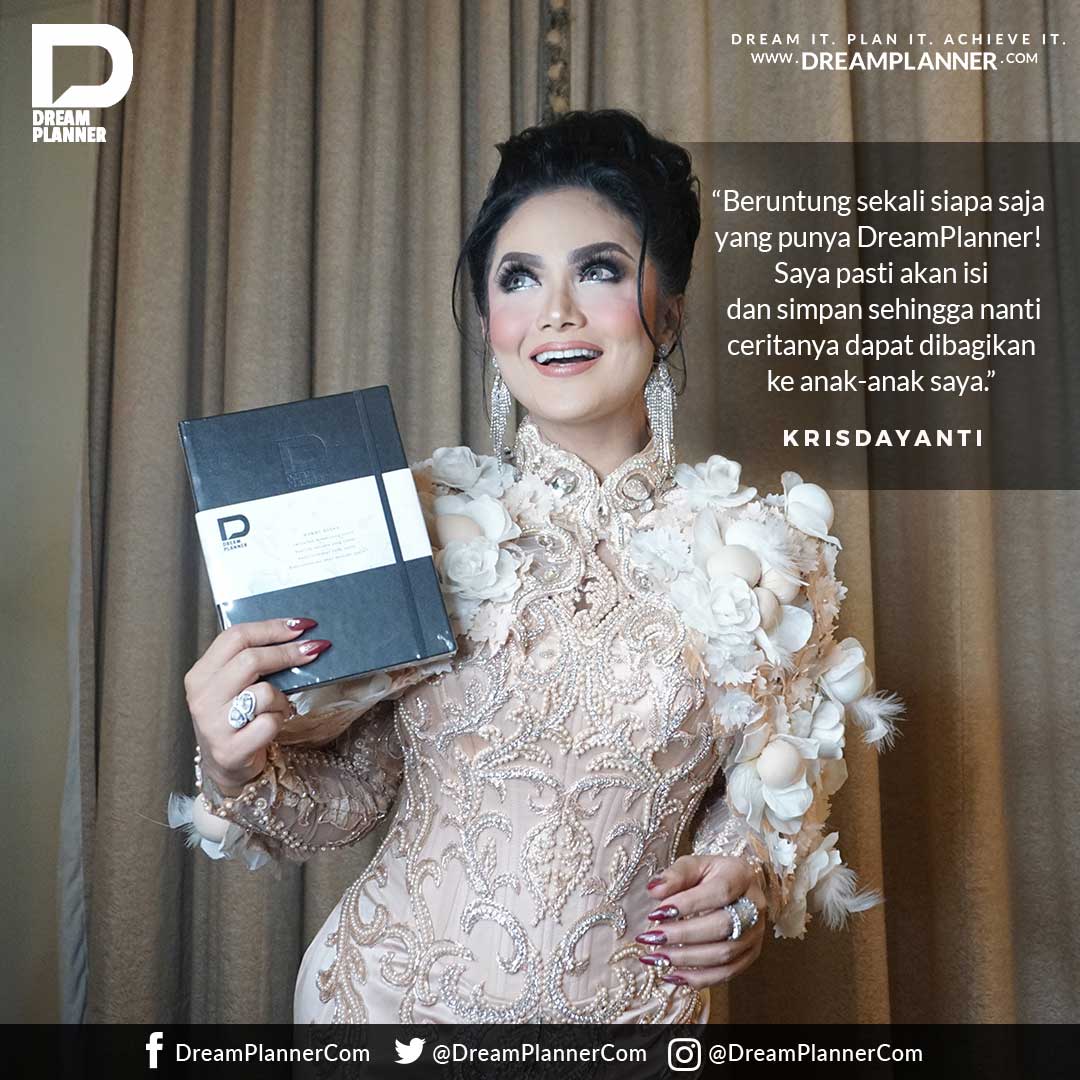 DREAM
PLANNER
DREAM IT. PLAN IT. ACHIEVE IT.
WWW.DREAMPLANNER.COM
“Beruntung sekali siapa saja
yang punya DreamPlanner!
Saya pasti akan isi
dan simpan sehingga nanti
ceritanya dapat dibagikan
ke anak-anak saya.”
KRISDAYANTI
DREAM
PLANNER
DreamPlannerCom
@DreamPlannerCom
@DreamPlannerCom